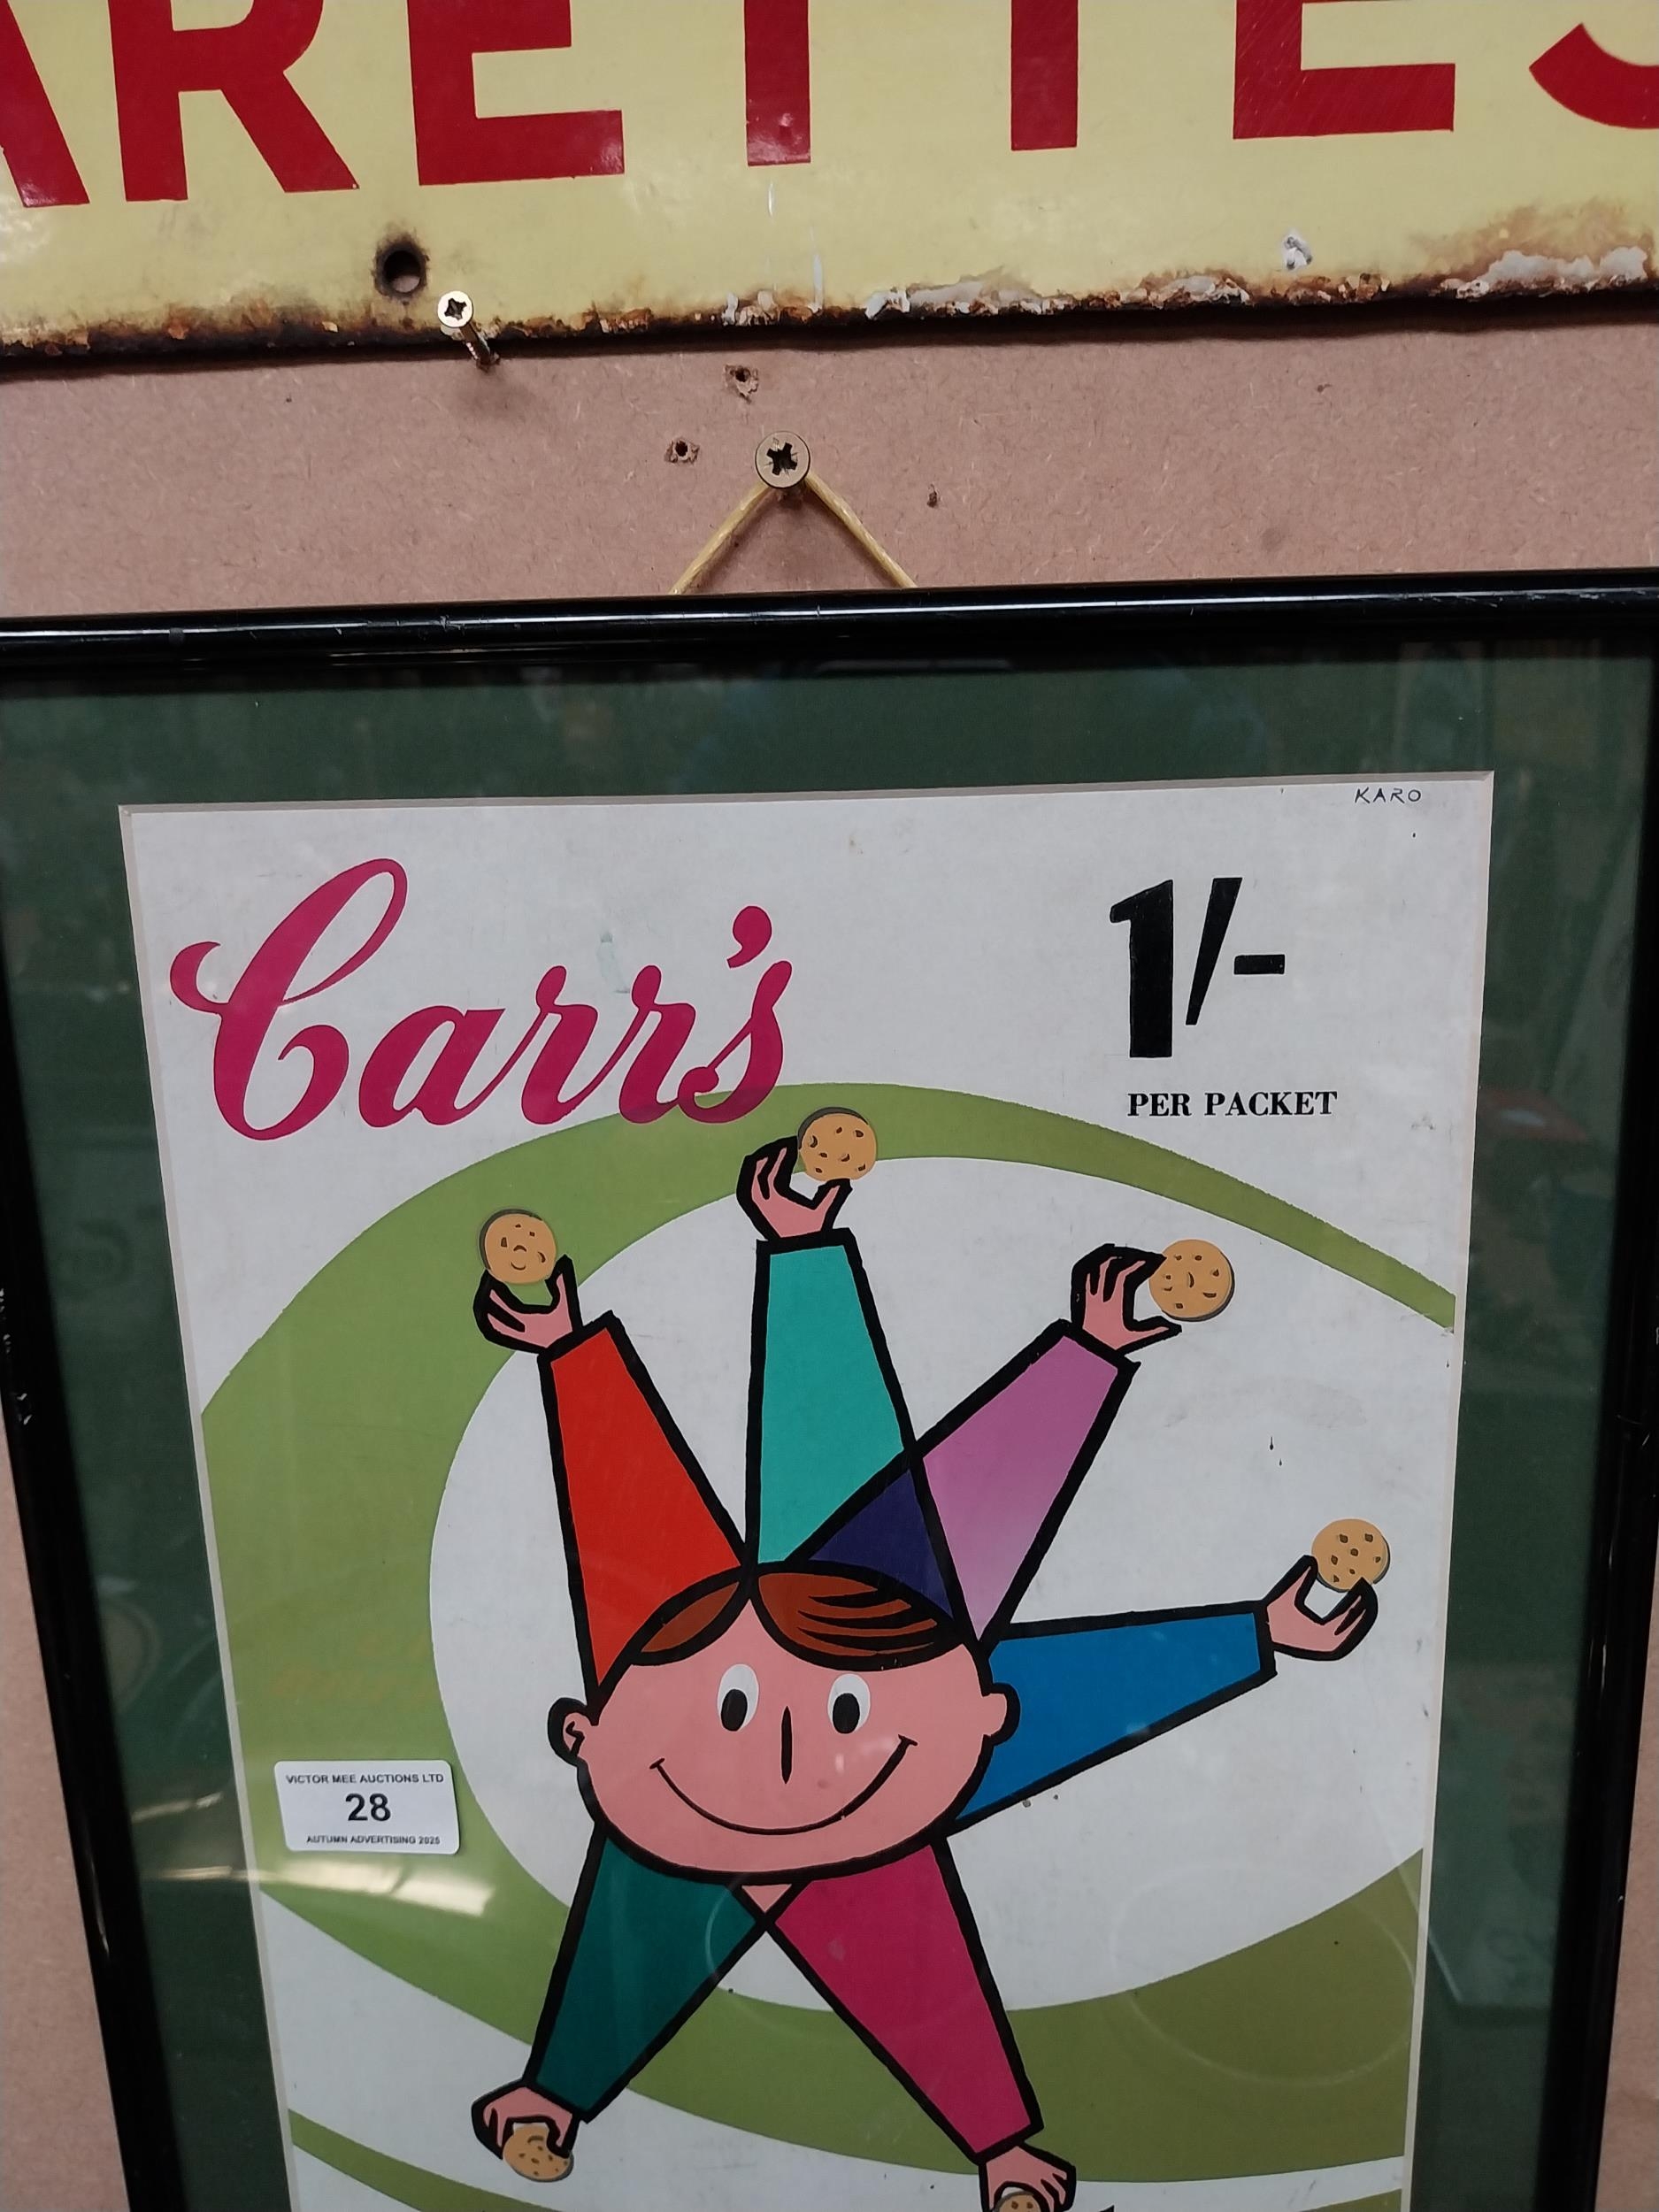 ARETTES
KARO
Carr's
1/-
PER PACKET
VICTOR MEE AUCTIONS LTD
28
AUTUMN ADVERTISING 2025